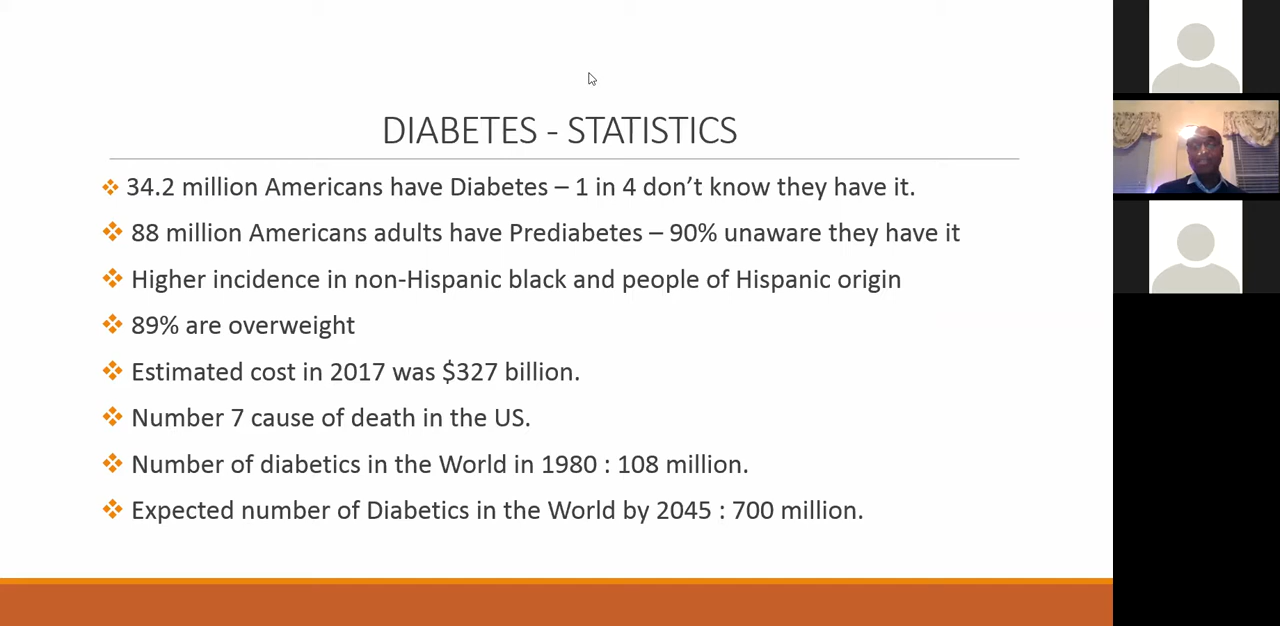 DIABETES - STATISTICS
34.2 million Americans have Diabetes – 1 in 4 don’t know they have it.
88 million Americans adults have Prediabetes – 90% unaware they have it
Higher incidence in non-Hispanic black and people of Hispanic origin
89% are overweight
Estimated cost in 2017 was $327 billion.
Number 7 cause of death in the US.
Number of diabetics in the World in 1980 : 108 million.
Expected number of Diabetics in the World by 2045 : 700 million.